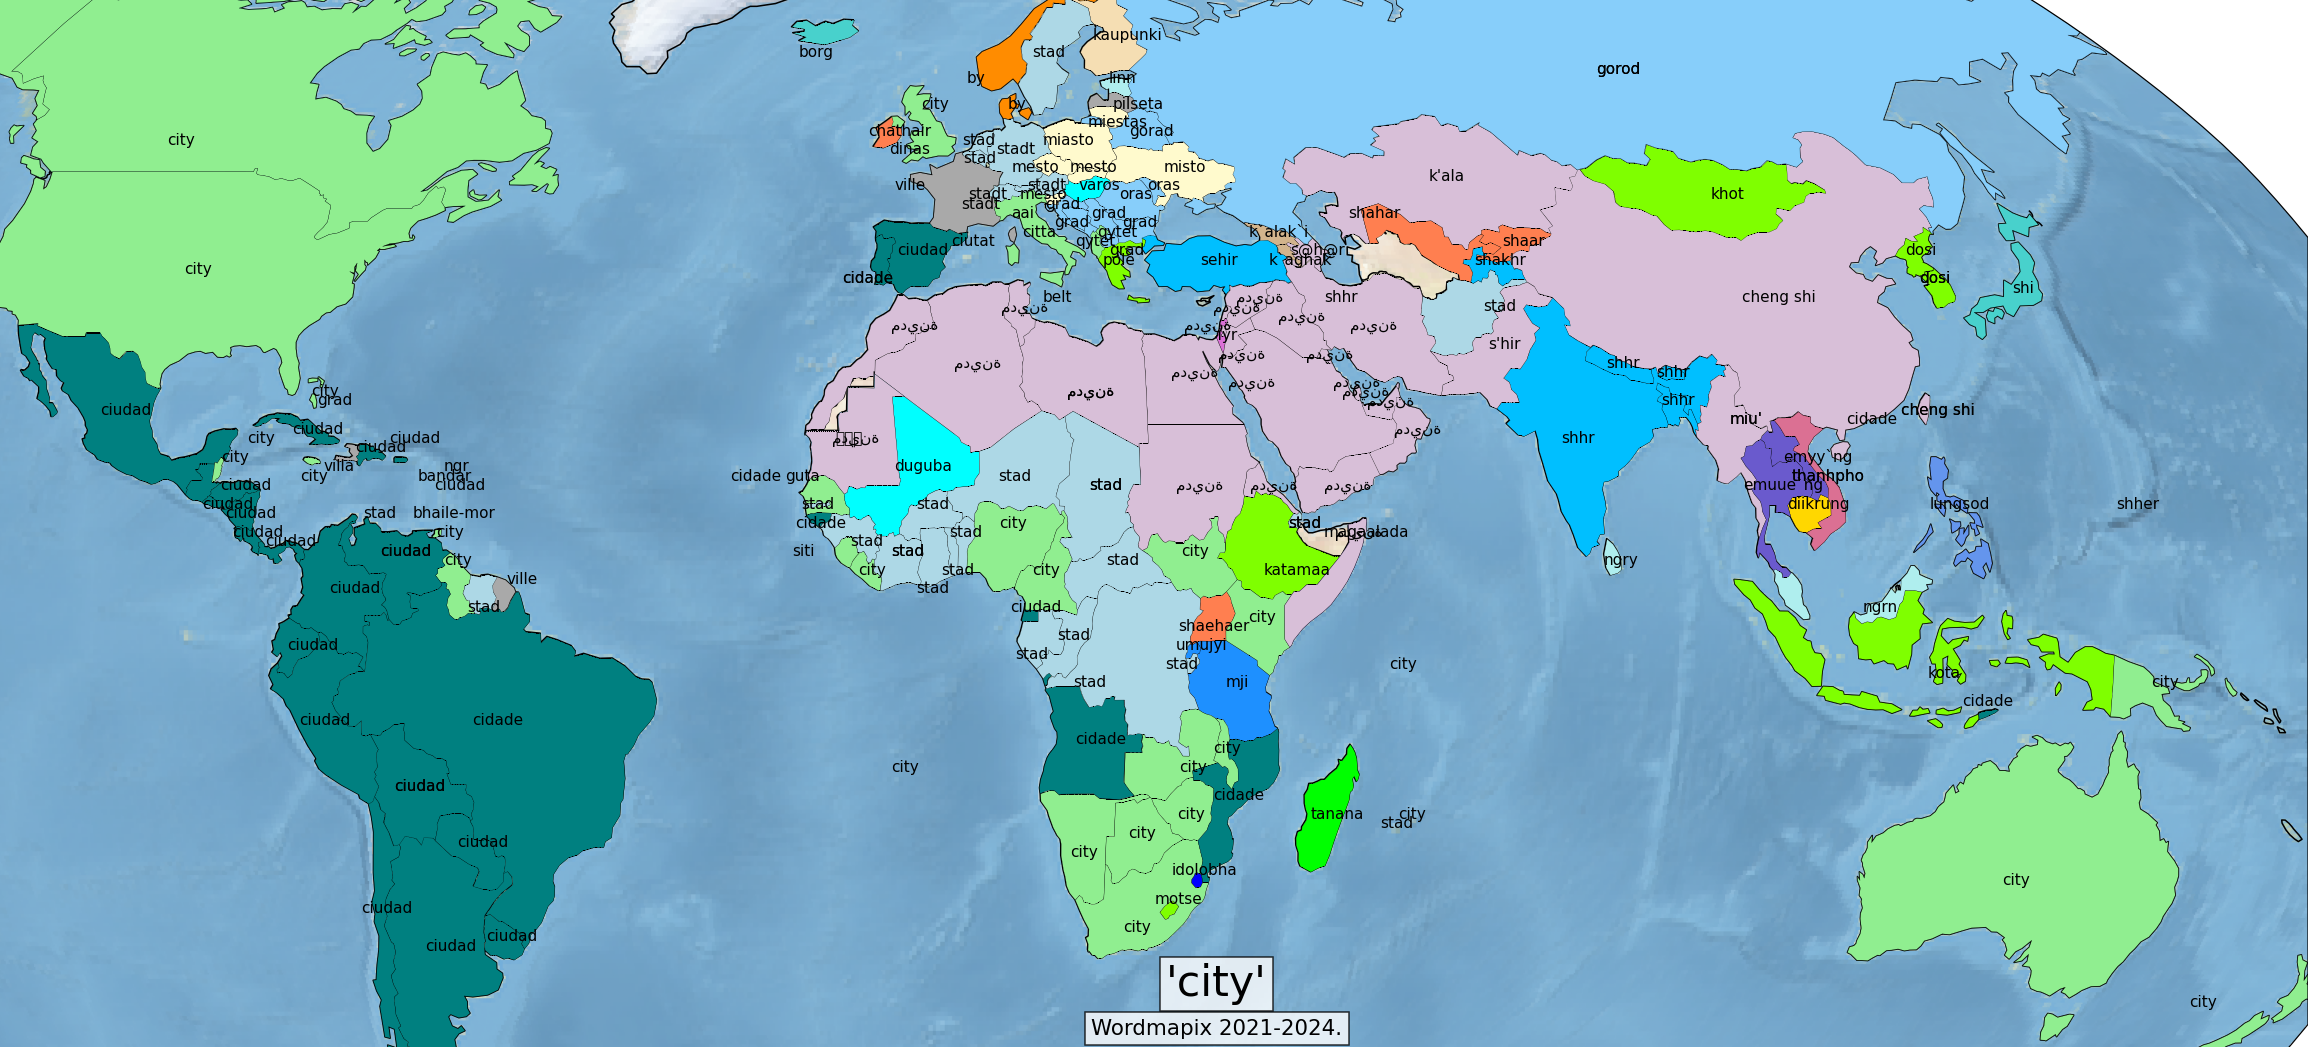 kaupunki
borg
stad
gorod
by
linn
city
by
pilseta
miestas
chathair
stad
miasto
gorad
city
dinas
stadt
stad
mesto
mesto
misto
k'ala
ville
stadt
varos
oras
stadt
mesto
oras
khot
stadt
grad
aai
grad
grad
shahar
grad
grad
citta
qytet
k`alak`i
ciutat
qytet
shaar
ciudad
grad
s@h@r
dosi
city
pole
sehir
k`aghak
shakhr
cidade
dosi
belt
مدينة
shhr
cheng shi
shi
مدينة
مدينة
stad
مدينة
مدينة
مدينة
مدينة
'yr
s'hir
مدينة
مدينة
مدينة
shhr
مدينة
مدينة
shhr
مدينة
مدينة
city
مدينة
مدينة
grad
مدينة
shhr
ciudad
cheng shi
miu'
cidade
ciudad
مدينة
city
ciudad
مدينة
shhr
ciudad
city
villa
ngr
duguba
emyy`ng
city
bandar
cidade
guta
stad
thanhpho
ciudad
ciudad
stad
مدينة
مدينة
مدينة
emuue`ng
ciudad
stad
stad
diikrung
lungsod
shher
ciudad
stad
bhaile-mor
cidade
city
stad
ciudad
city
stad
magaalada
ciudad
stad
ciudad
siti
stad
city
city
stad
ngry
city
stad
city
katamaa
ville
ciudad
stad
stad
ciudad
city
ngrn
shaehaer
stad
ciudad
umujyi
stad
stad
city
kota
stad
mji
city
cidade
ciudad
cidade
cidade
city
city
city
ciudad
cidade
city
tanana
city
stad
city
ciudad
city
idolobha
city
motse
ciudad
city
ciudad
ciudad
'city'
city
Wordmapix 2021-2024.